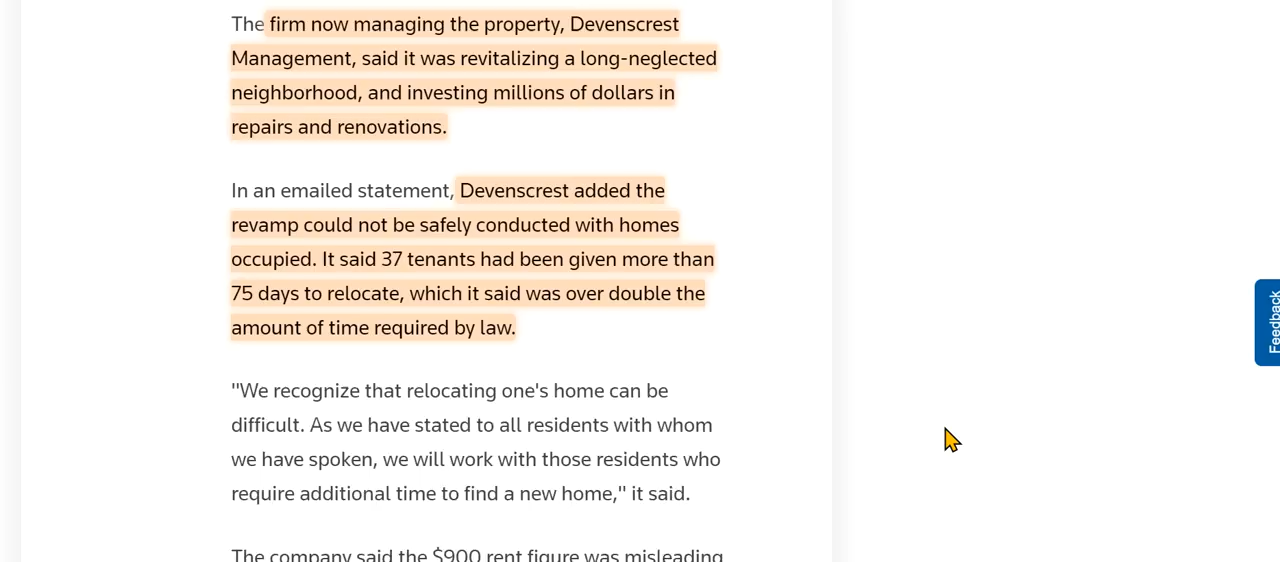 The firm now managing the property, Devenscrest
Management, said it was revitalizing a long-neglected
neighborhood, and investing millions of dollars in
repairs and renovations.
In an emailed statement, Devenscrest added the
revamp could not be safely conducted with homes
occupied. It said 37 tenants had been given more than
75 days to relocate, which it said was over double the
amount of time required by law.
"We recognize that relocating one's home can be
difficult. As we have stated to all residents with whom
we have spoken, we will work with those residents who
require additional time to find a new home," it said.
The company said the $900 rent figure was misleading
Feedback